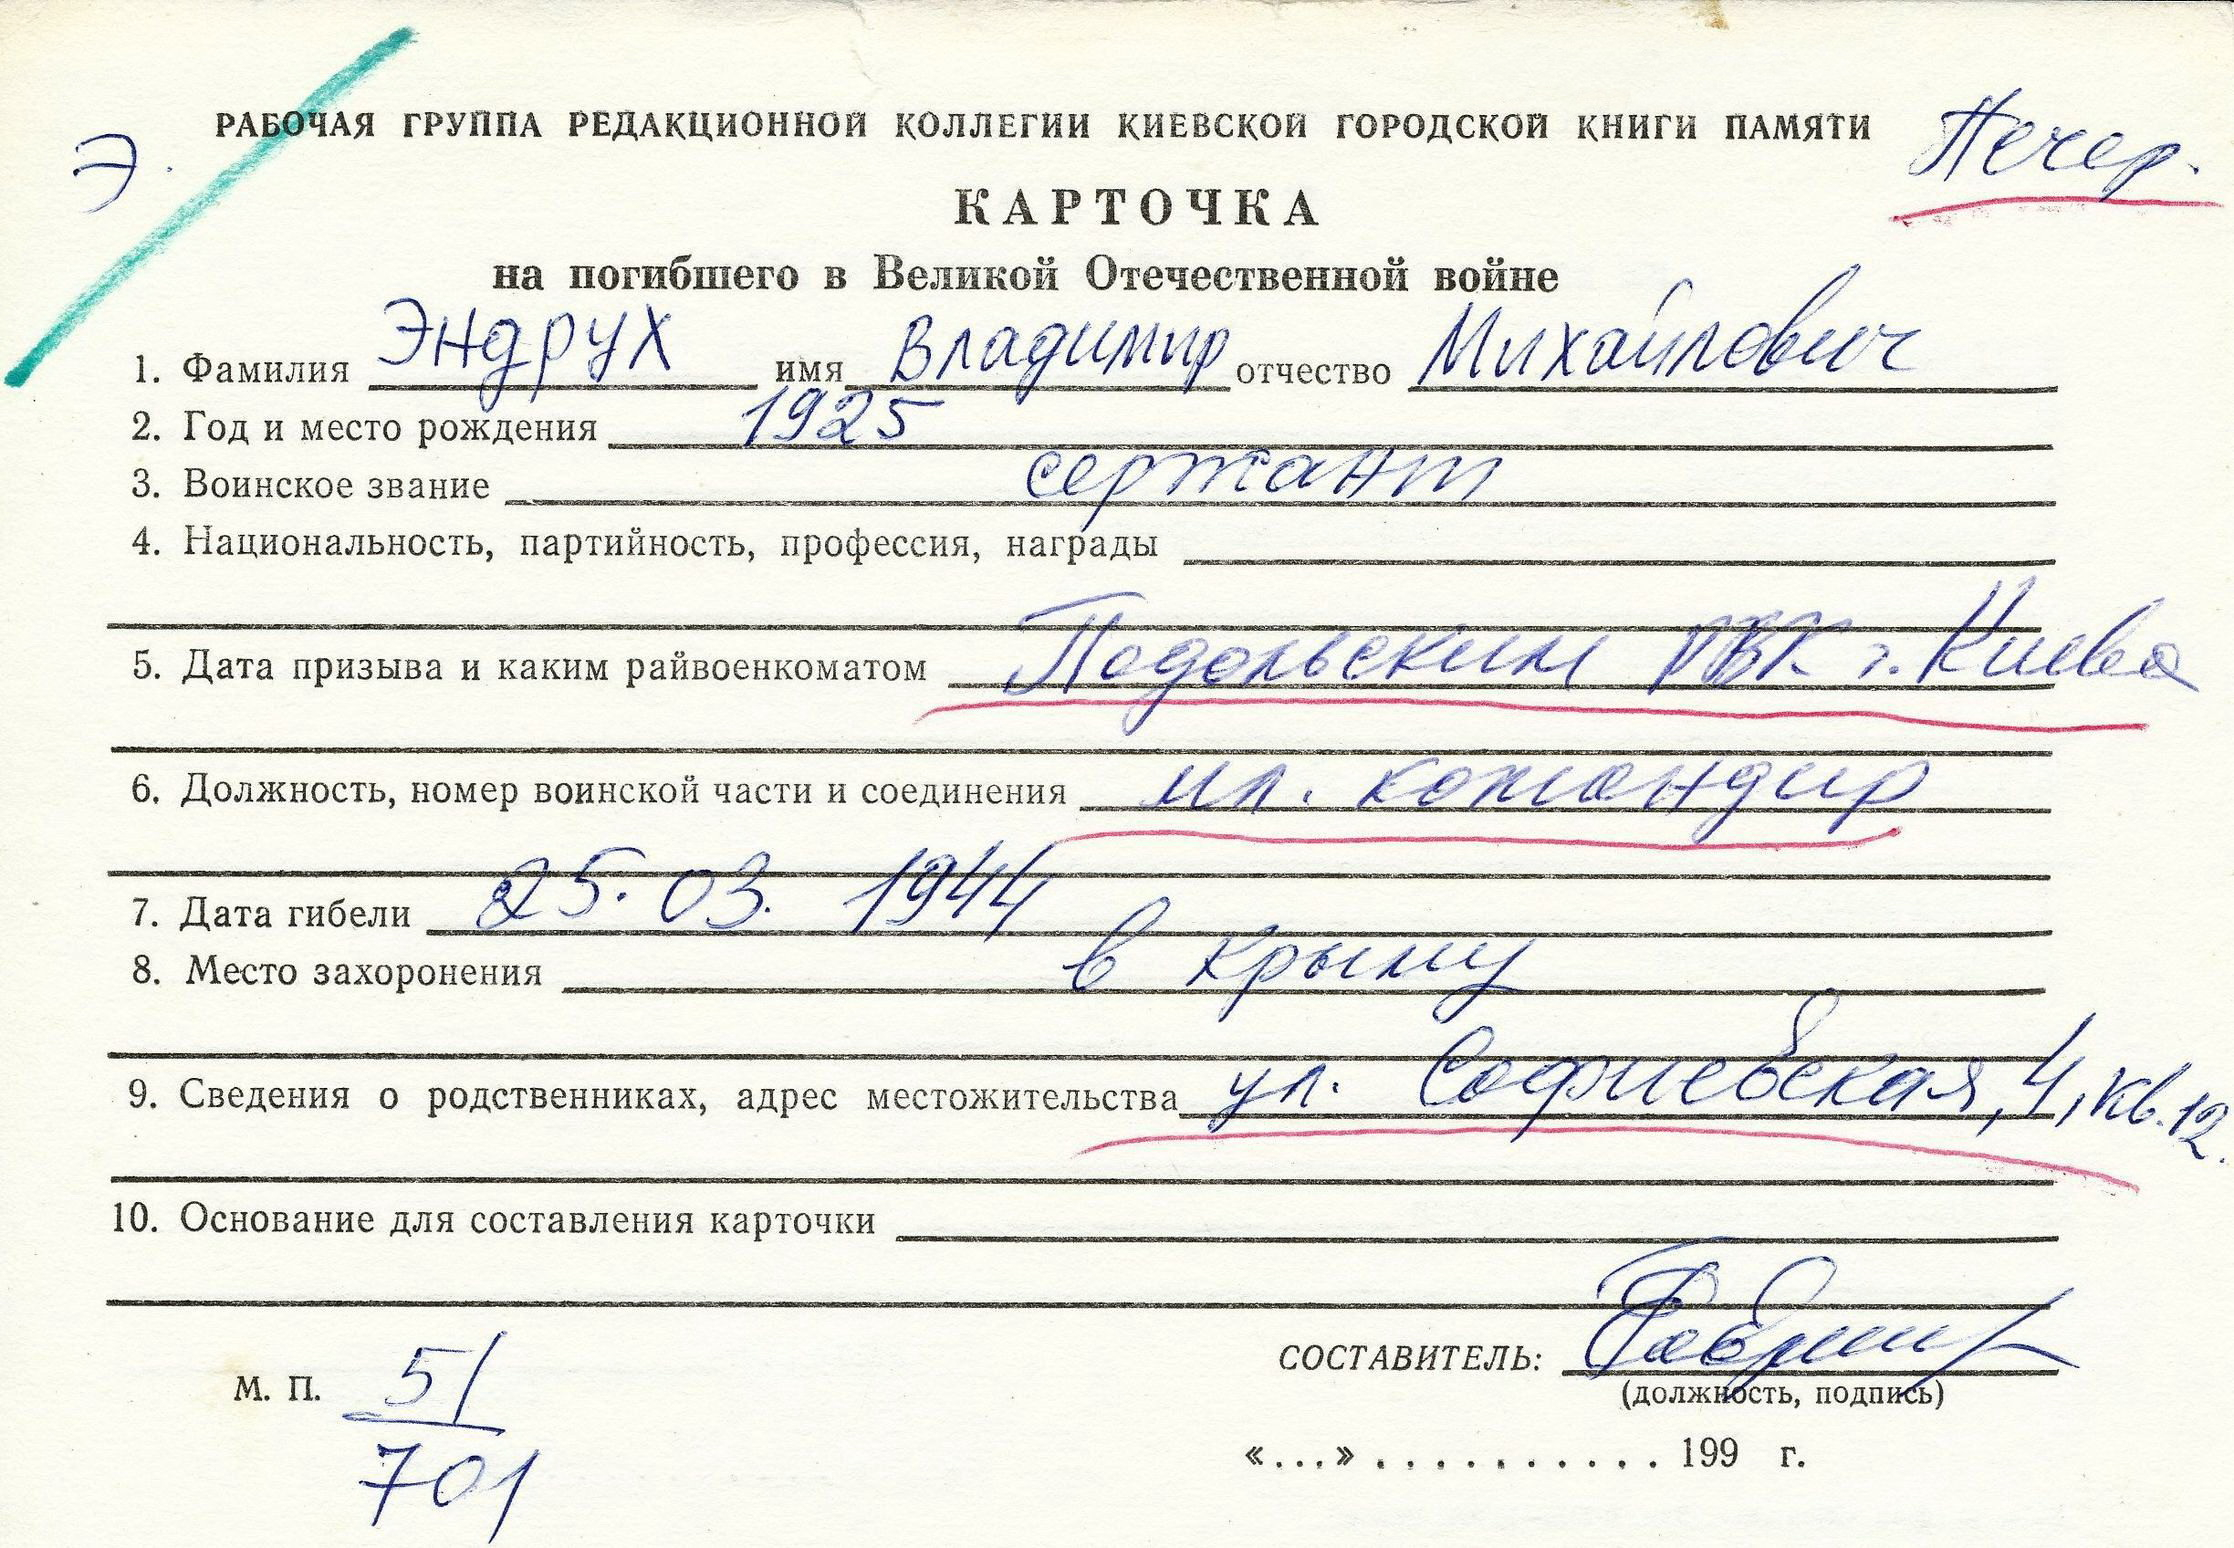 РАБОЧАЯ ГРУППА РЕДАКЦИОННОЙ КОЛЛЕГИИ КИЕВСКОЙ ГОРОДСКОЙ КНИГИ ПАМЯТИ Печер.
Э.
КАРТОЧКА
на погибшего в Великой Отечественной войне
1. Фамилия Эндрух имя Владимир отчество Михайлович
2. Год и место рождения 1925
3. Воинское звание сержант
4. Национальность, партийность, профессия, награды
5. Дата призыва и каким райвоенкоматом Подольским РВК г. Киева
6. Должность, номер воинской части и соединения мл. командир
7. Дата гибели 25.03.1944
8. Место захоронения в Крыму
9. Сведения о родственниках, адрес местожительства ул. Софиевская, 4, кв. 12.
10. Основание для составления карточки
СОСТАВИТЕЛЬ:
М. П. 51/701
(должность, подпись)
«...» . . . . . . . . . . 199 г.